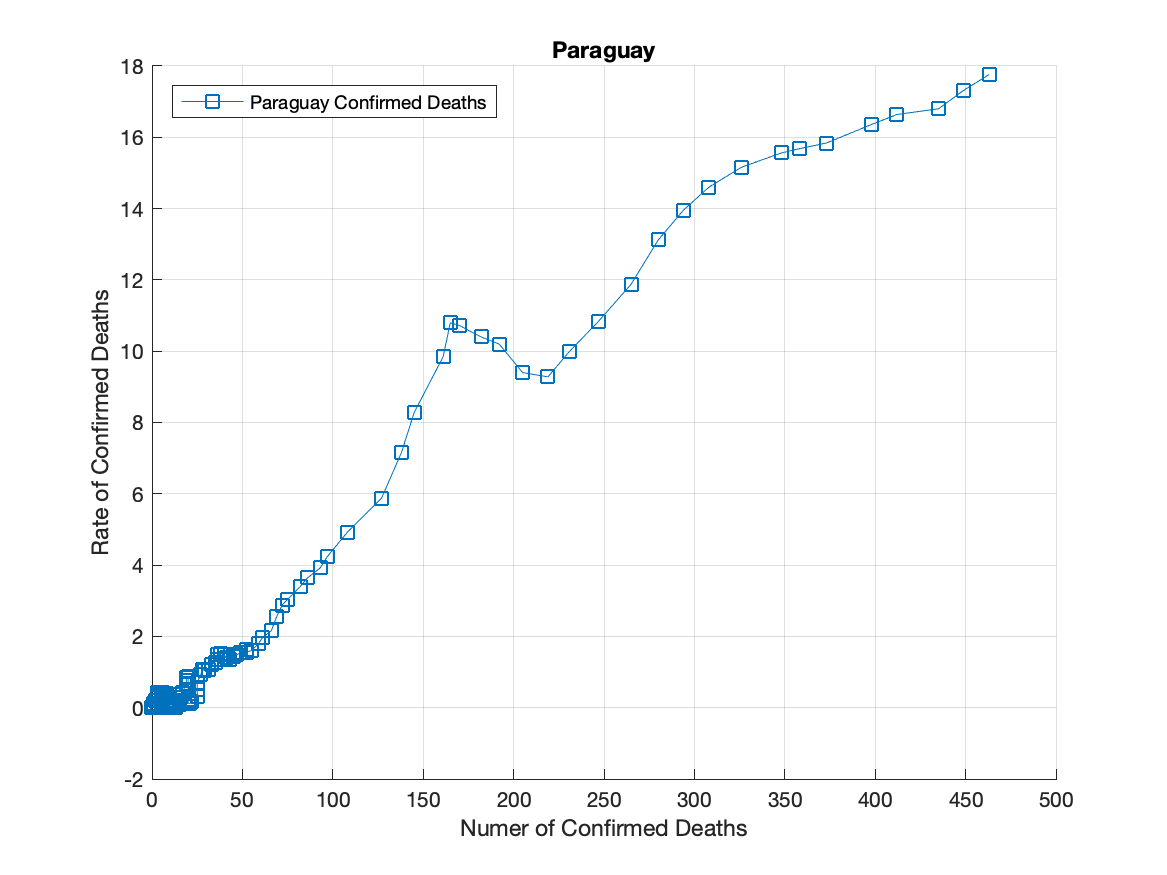 Paraguay
Paraguay Confirmed Deaths
Rate of Confirmed Deaths
18
16
14
12
10
8
6
4
2
0
-2
0 50 100 150 200 250 300 350 400 450 500
Numer of Confirmed Deaths